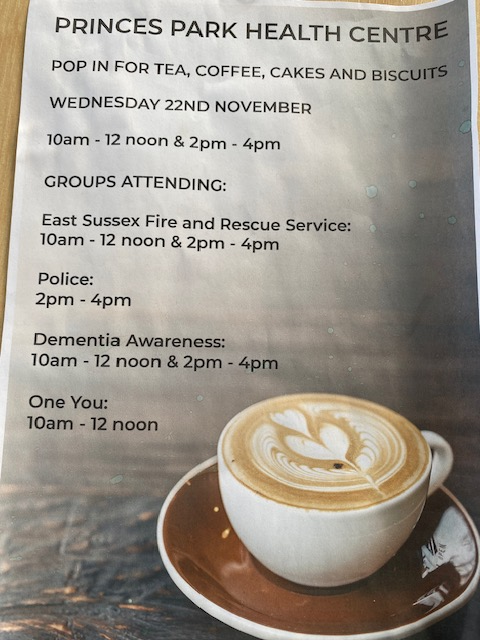 PRINCES PARK HEALTH CENTRE
POP IN FOR TEA, COFFEE, CAKES AND BISCUITS
WEDNESDAY 22ND NOVEMBER
10am - 12 noon & 2pm - 4pm
GROUPS ATTENDING:
East Sussex Fire and Rescue Service:
10am - 12 noon & 2pm - 4pm
Police:
2pm - 4pm
Dementia Awareness:
10am - 12 noon & 2pm - 4pm
One You:
10am - 12 noon